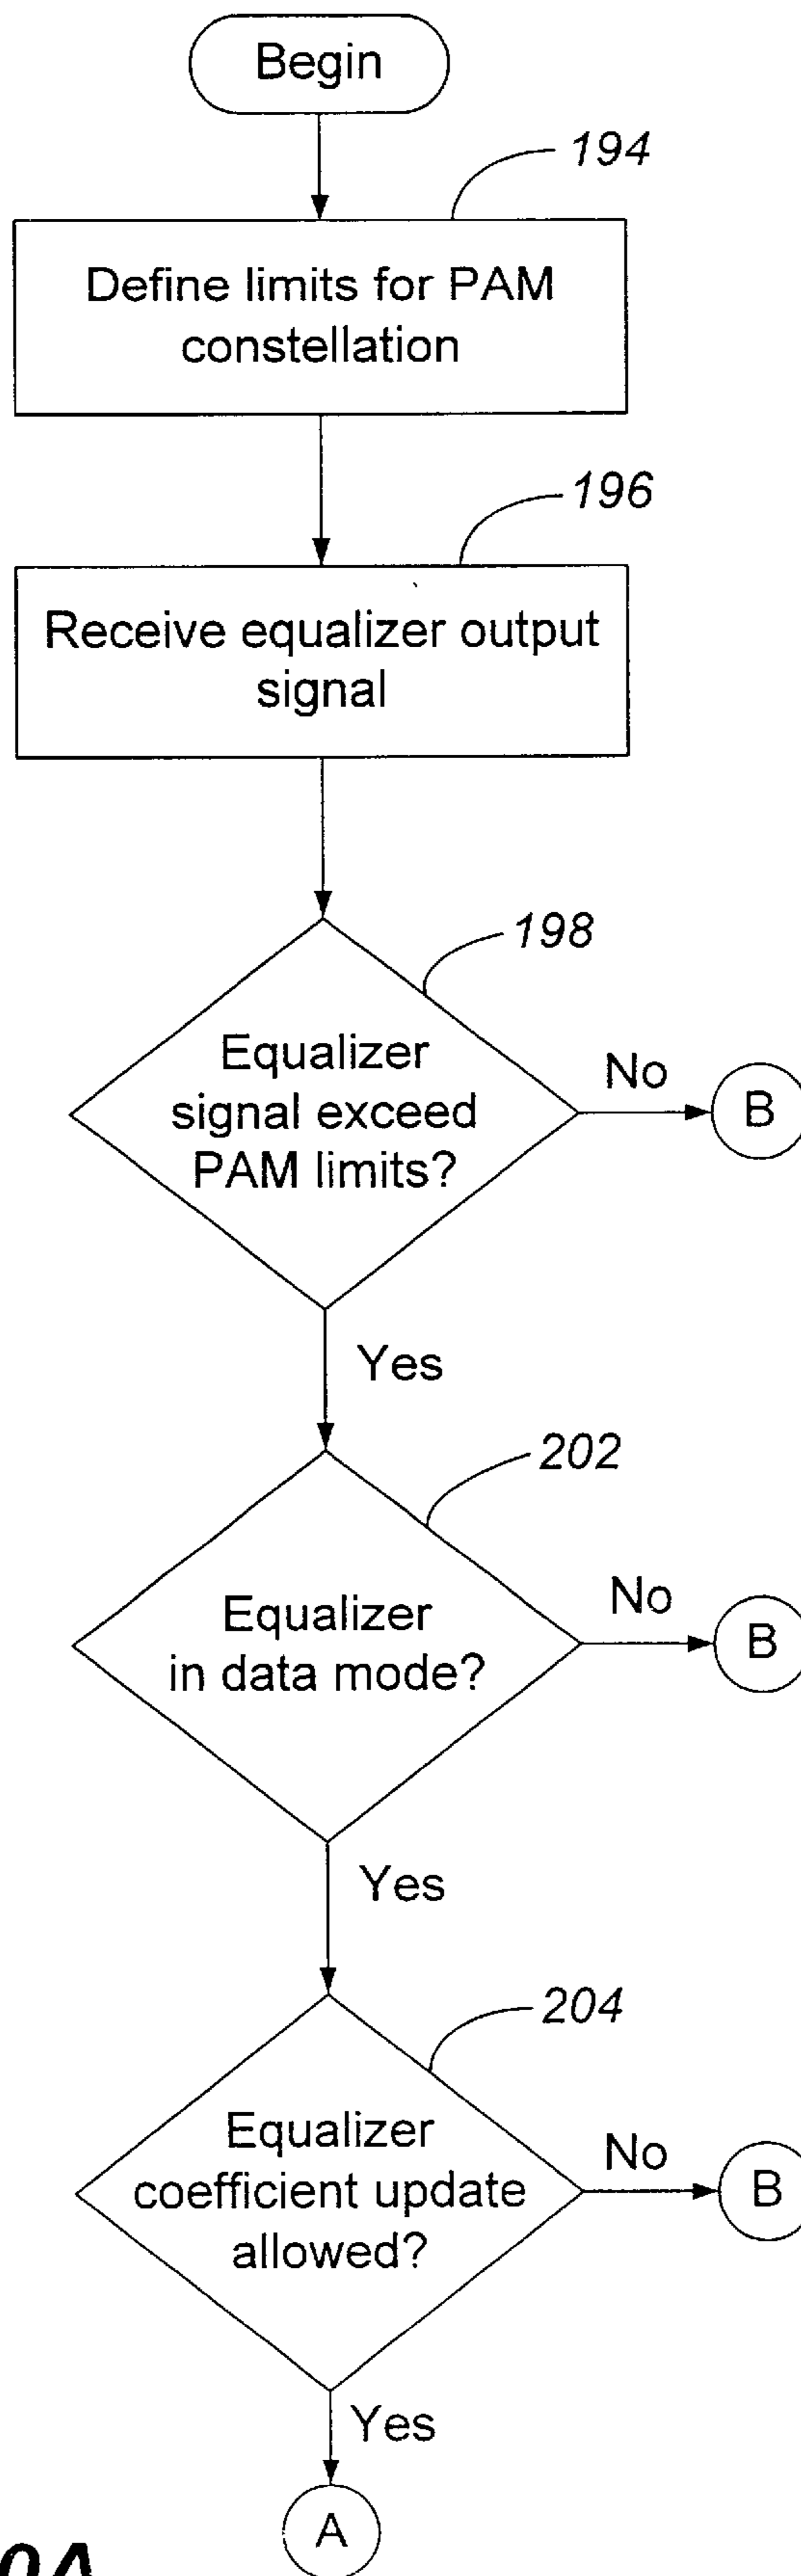 Begin
194
Define limits for PAM
constellation
196
Receive equalizer output
signal
198
Equalizer
signal exceed
PAM limits?
No
B
Yes
202
Equalizer
in data mode?
No
B
Yes
204
Equalizer
coefficient update
allowed?
No
B
Yes
A
0A